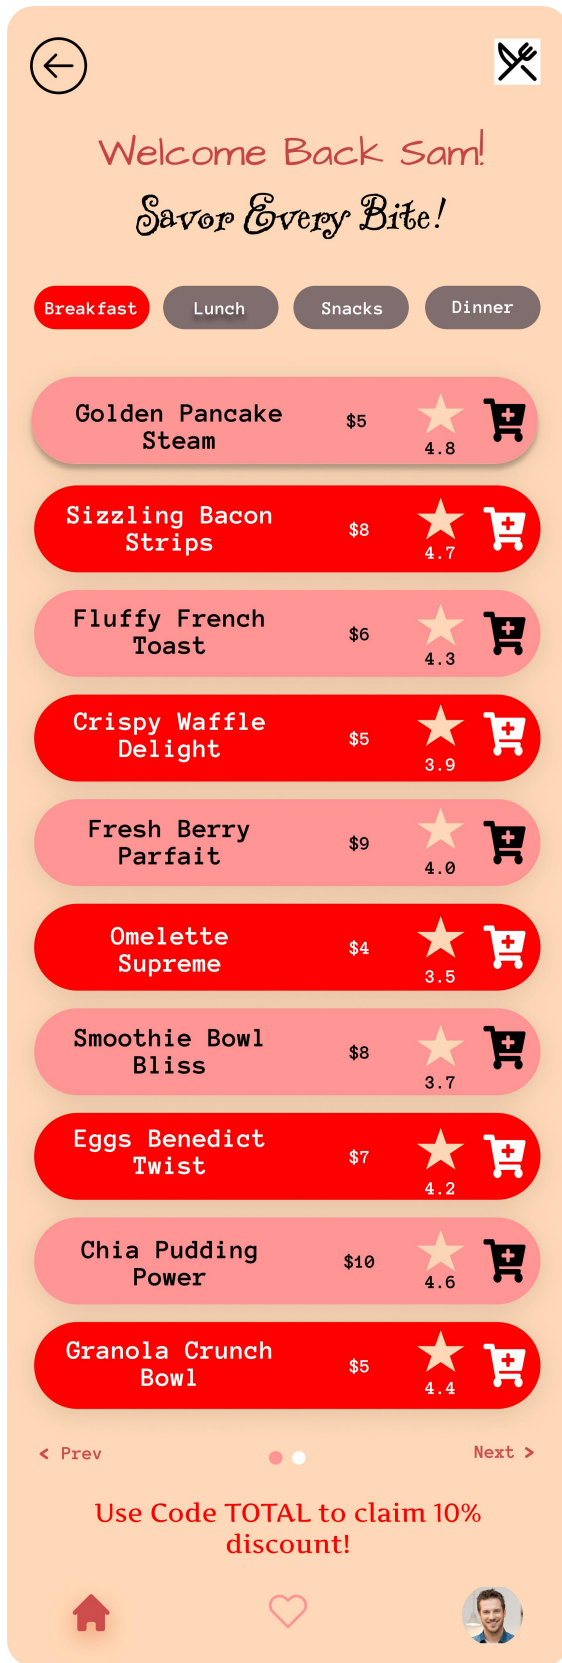 Welcome Back Sam!
Savor Every Bite!
Breakfast Lunch Snacks Dinner
Golden Pancake
Steam
$5
4.8
Sizzling Bacon
Strips
$8
4.7
Fluffy French
Toast
$6
4.3
Crispy Waffle
Delight
$5
3.9
Fresh Berry
Parfait
$9
4.0
Omelette
Supreme
$4
3.5
Smoothie Bowl
Bliss
$8
3.7
Eggs Benedict
Twist
$7
4.2
Chia Pudding
Power
$10
4.6
Granola Crunch
Bowl
$5
4.4
< Prev Next >
Use Code TOTAL to claim 10%
discount!